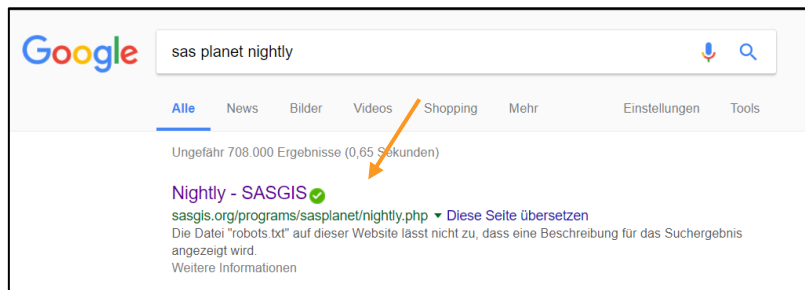 Google
sas planet nightly
Alle News Bilder Videos Shopping Mehr Einstellungen Tools
Ungefähr 708.000 Ergebnisse (0,65 Sekunden)
Nightly - SASGIS
sasgis.org/programs/sasplanet/nightly.php ▾ Diese Seite übersetzen
Die Datei "robots.txt" auf dieser Website lässt nicht zu, dass eine Beschreibung für das Suchergebnis
angezeigt wird.
Weitere Informationen